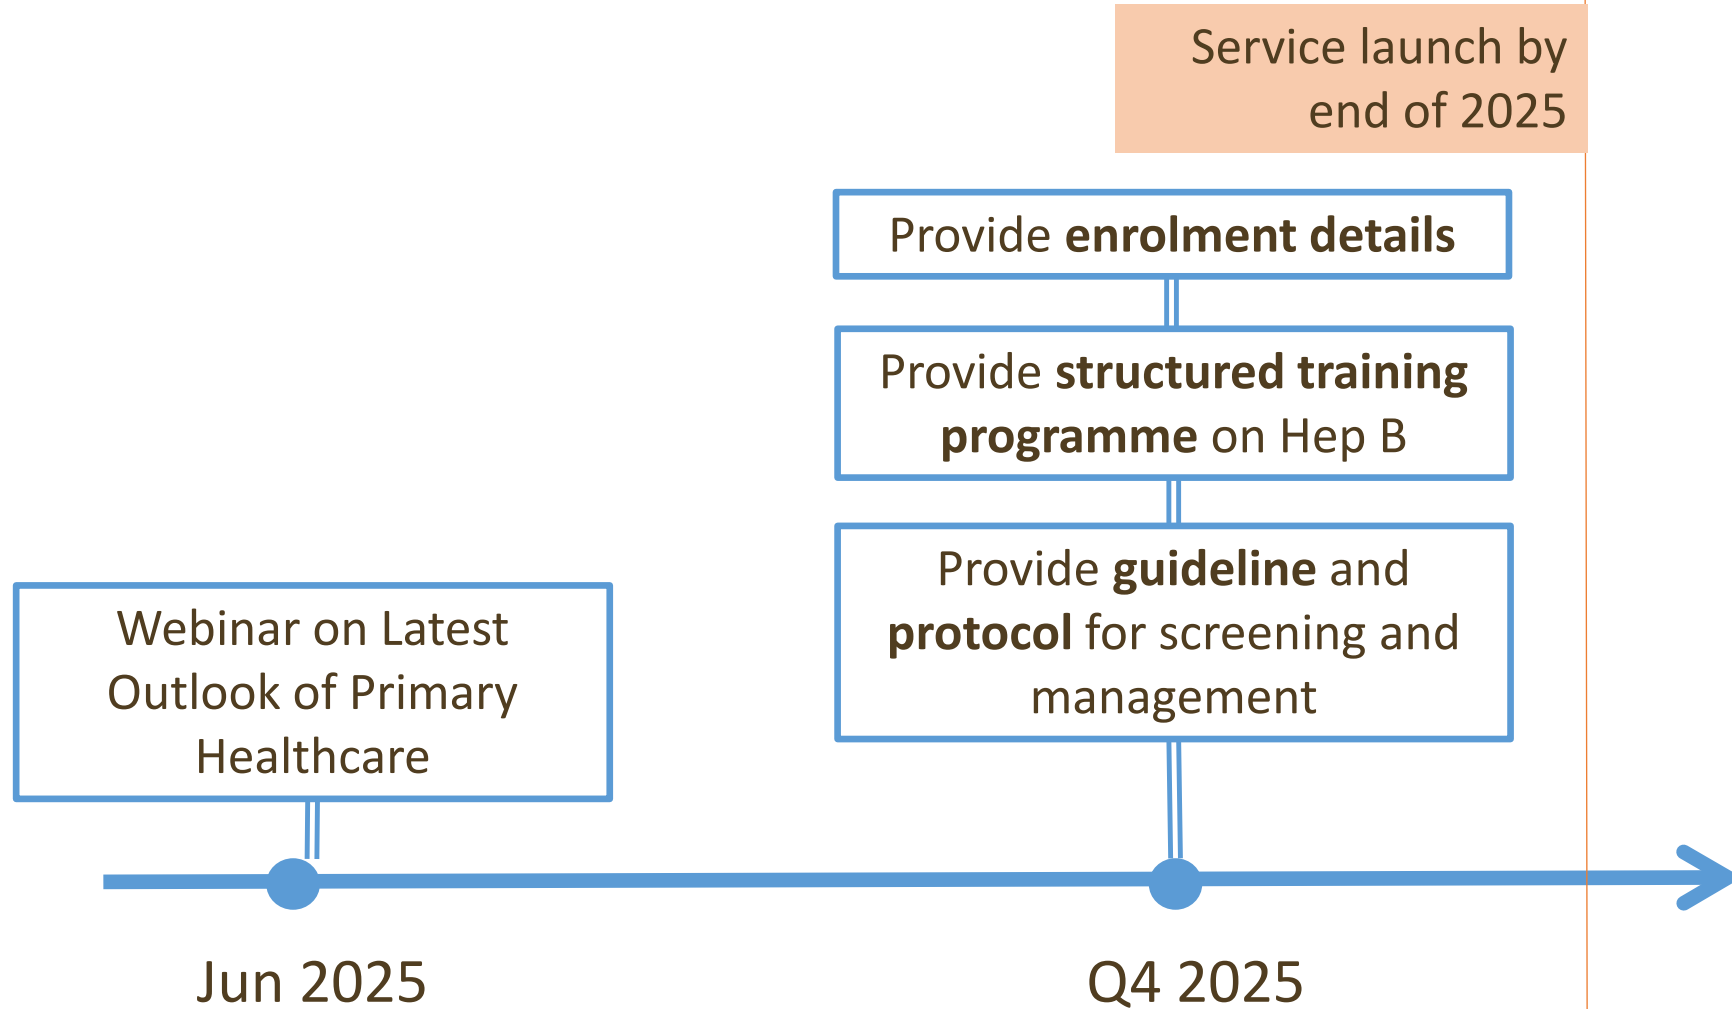 Service launch by
end of 2025
Provide enrolment details
Provide structured training
programme on Hep B
Provide guideline and
protocol for screening and
management
Webinar on Latest
Outlook of Primary
Healthcare
Jun 2025
Q4 2025